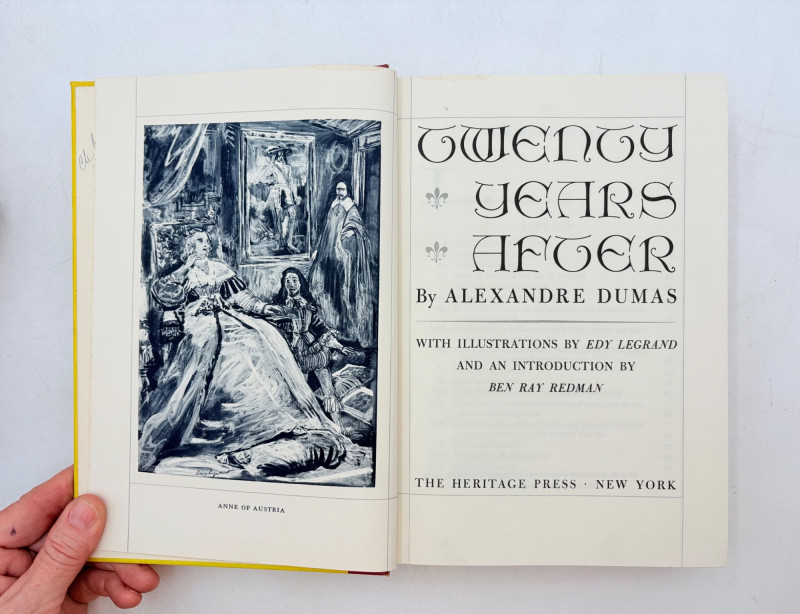 ANNE OF AUSTRIA
TWENTY
YEARS
AFTER
By ALEXANDRE DUMAS
WITH ILLUSTRATIONS BY EDY LEGRAND
AND AN INTRODUCTION BY
BEN RAY REDMAN
THE HERITAGE PRESS · NEW YORK